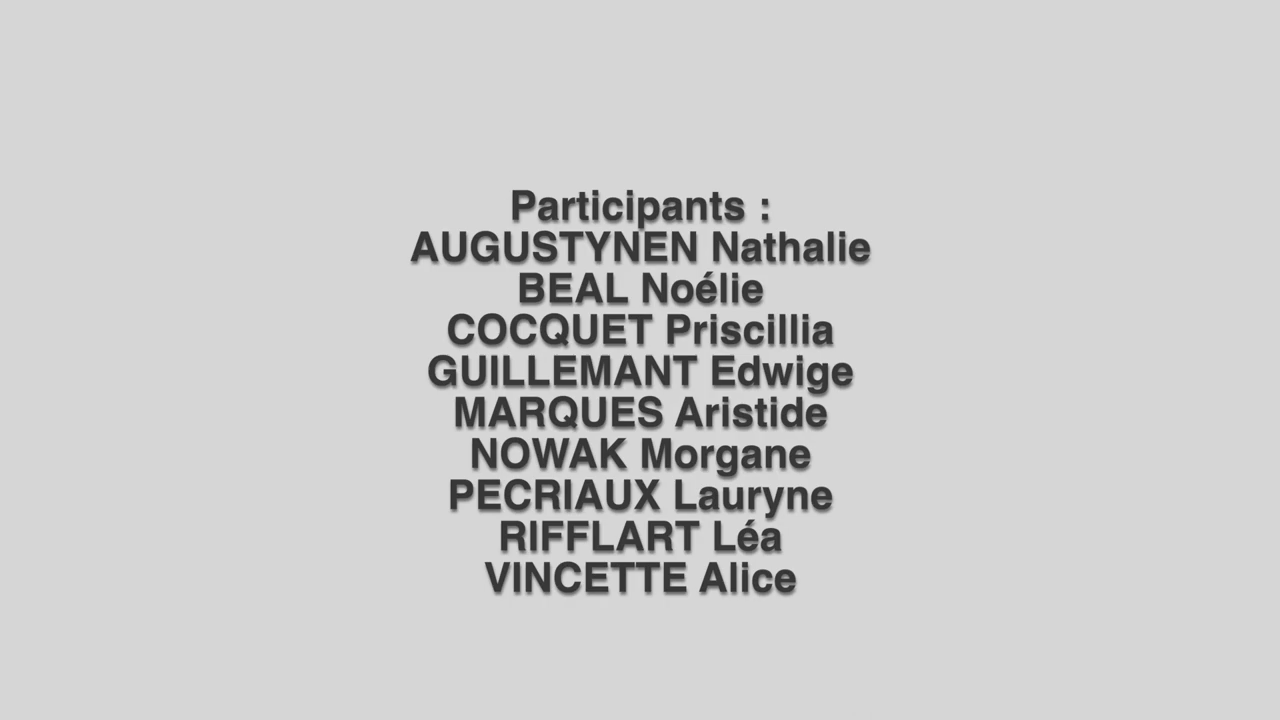 Participants :
AUGUSTYNEN Nathalie
BEAL Noélie
COCQUET Priscillia
GUILLEMANT Edwige
MARQUES Aristide
NOWAK Morgane
PECRIAUX Lauryne
RIFFLART Léa
VINCETTE Alice